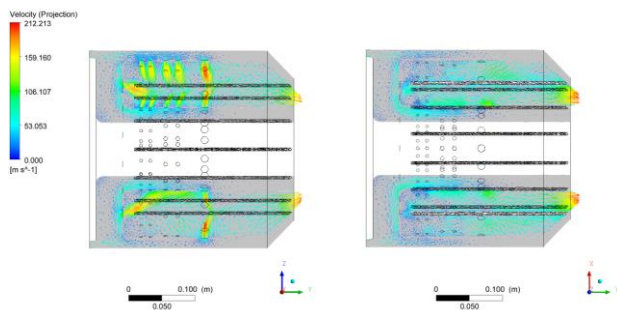 Velocity (Projection)
212.213
159.160
106.107
53.053
0.000
[m s^-1]
0 0.100 (m)
0.050
Z
Y
0 0.100 (m)
0.050
X